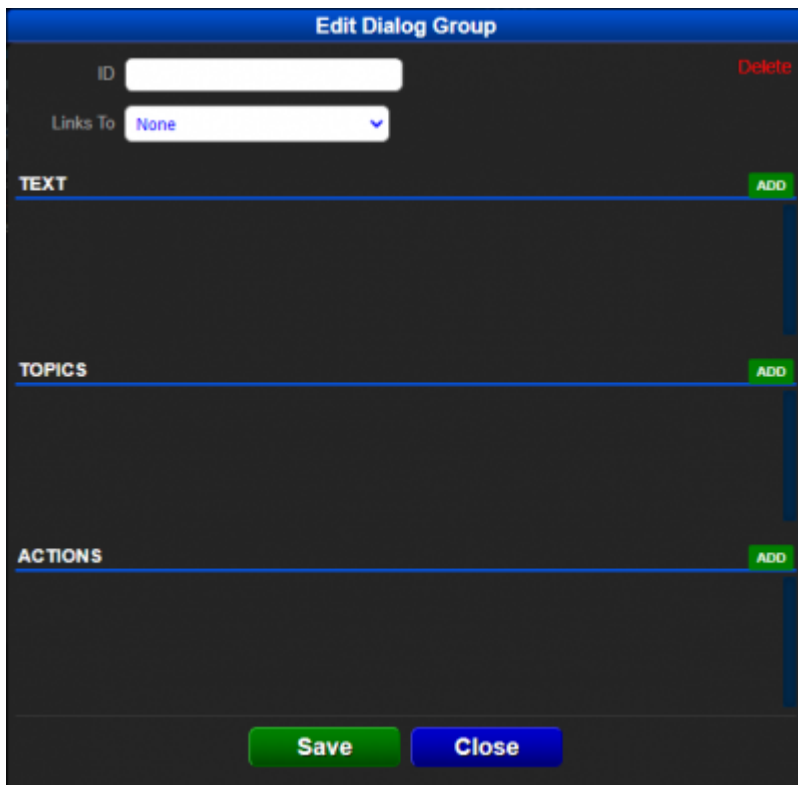 Edit Dialog Group
ID
Delete
Links To None
TEXT ADD
TOPICS ADD
ACTIONS ADD
Save Close